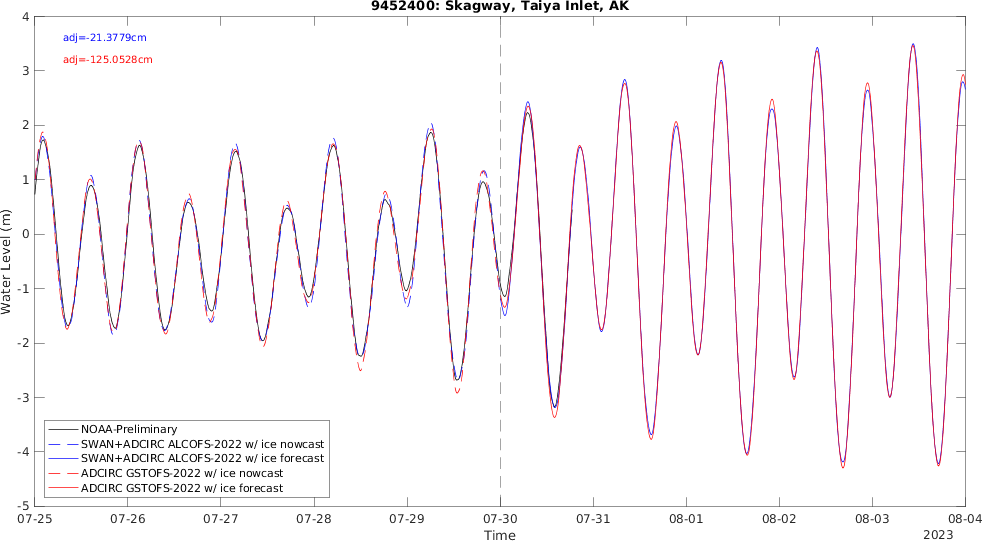 9452400: Skagway, Taiya Inlet, AK
adj=-21.3779cm
adj=-125.0528cm
4
3
2
1
0
-1
-2
-3
-4
-5
Water Level (m)
NOAA-Preliminary
SWAN+ADCIRC ALCOFS-2022 w/ ice nowcast
SWAN+ADCIRC ALCOFS-2022 w/ ice forecast
ADCIRC GSTOFS-2022 w/ ice nowcast
ADCIRC GSTOFS-2022 w/ ice forecast
07-25 07-26 07-27 07-28 07-29 07-30 07-31 08-01 08-02 08-03 08-04
Time
2023